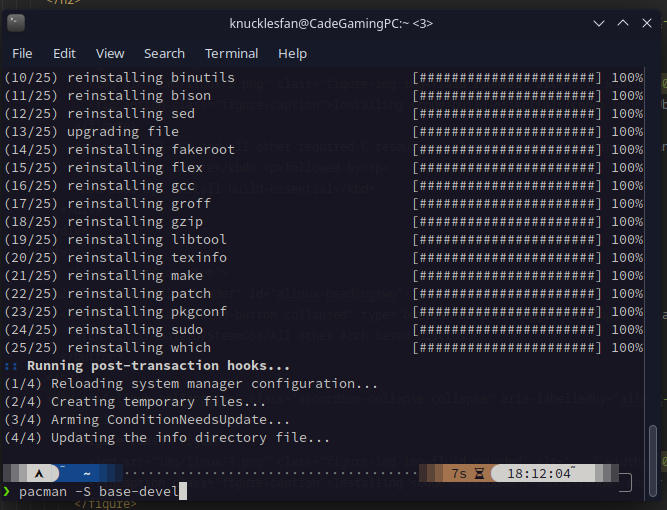 </h2>
knucklesfan@CadeGamingPC:~ <3>
File Edit View Search Terminal Help
(10/25) reinstalling binutils [######################] 100%
(11/25) reinstalling bison [######################] 100%
(12/25) reinstalling sed [######################] 100%
(13/25) upgrading file [######################] 100%
(14/25) reinstalling fakeroot [######################] 100%
(15/25) reinstalling flex [######################] 100%
(16/25) reinstalling gcc [######################] 100%
(17/25) reinstalling groff [######################] 100%
(18/25) reinstalling gzip [######################] 100%
(19/25) reinstalling libtool [######################] 100%
(20/25) reinstalling texinfo [######################] 100%
(21/25) reinstalling make [######################] 100%
(22/25) reinstalling patch [######################] 100%
(23/25) reinstalling pkgconf [######################] 100%
(24/25) reinstalling sudo [######################] 100%
(25/25) reinstalling which [######################] 100%
:: Running post-transaction hooks...
(1/4) Reloading system manager configuration...
(2/4) Creating temporary files...
(3/4) Arming ConditionNeedsUpdate...
(4/4) Updating the info directory file...
~ 7s 18:12:04
❯ pacman -S base-devel
</figure>